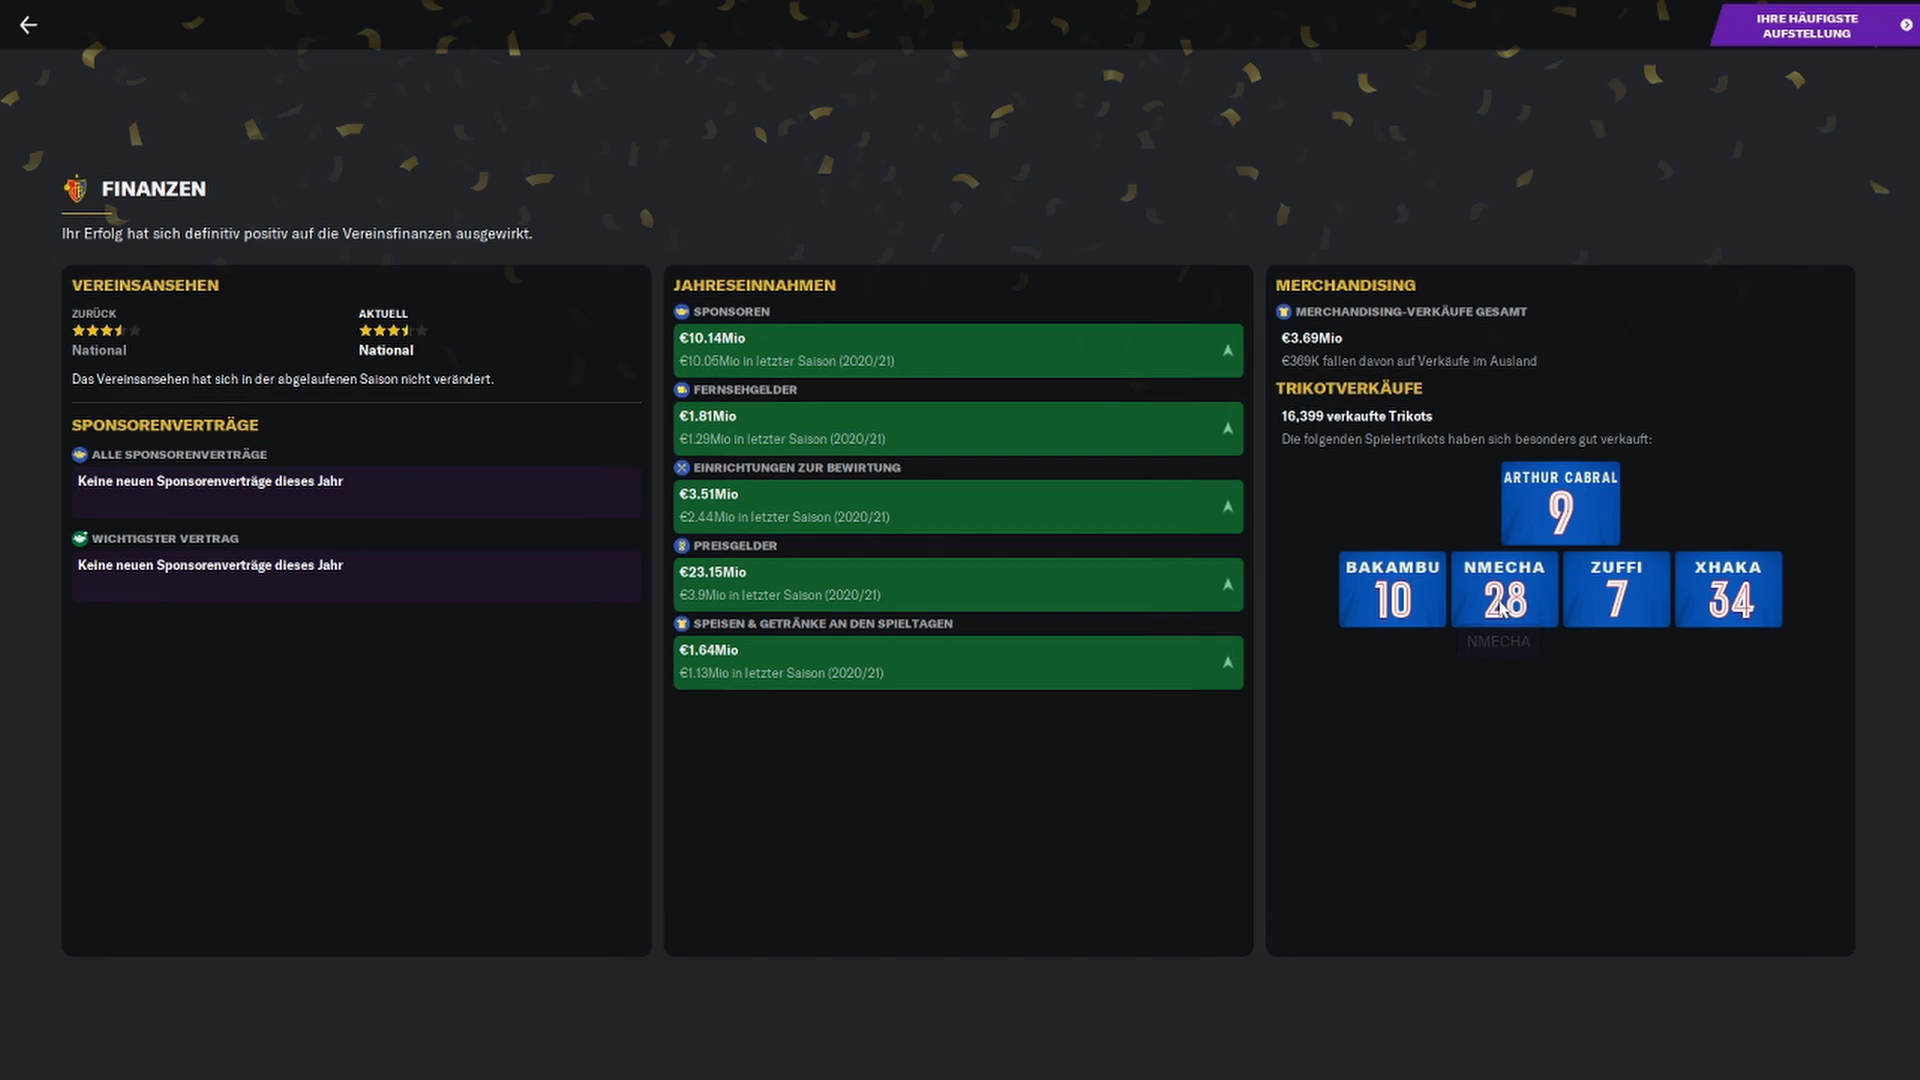 IHRE HÄUFIGSTE
AUFSTELLUNG
FINANZEN
Ihr Erfolg hat sich definitiv positiv auf die Vereinsfinanzen ausgewirkt.
VEREINSANSEHEN
ZURÜCK
AKTUELL
National
National
Das Vereinsansehen hat sich in der abgelaufenen Saison nicht verändert.
SPONSORENVERTRÄGE
ALLE SPONSORENVERTRÄGE
Keine neuen Sponsorenverträge dieses Jahr
WICHTIGSTER VERTRAG
Keine neuen Sponsorenverträge dieses Jahr
JAHRESEINNAHMEN
SPONSOREN
€10.14Mio
€10.05Mio in letzter Saison (2020/21)
FERNSEHGELDER
€1.81Mio
€1.29Mio in letzter Saison (2020/21)
EINRICHTUNGEN ZUR BEWIRTUNG
€3.51Mio
€2.44Mio in letzter Saison (2020/21)
PREISGELDER
€23.15Mio
€3.9Mio in letzter Saison (2020/21)
SPEISEN & GETRÄNKE AN DEN SPIELTAGEN
€1.64Mio
€1.13Mio in letzter Saison (2020/21)
MERCHANDISING
MERCHANDISING-VERKÄUFE GESAMT
€3.69Mio
€369K fallen davon auf Verkäufe im Ausland
TRIKOTVERKÄUFE
16,399 verkaufte Trikots
Die folgenden Spielertrikots haben sich besonders gut verkauft:
ARTHUR CABRAL
9
BAKAMBU
10
NMECHA
28
ZUFFI
7
XHAKA
34
NMECHA